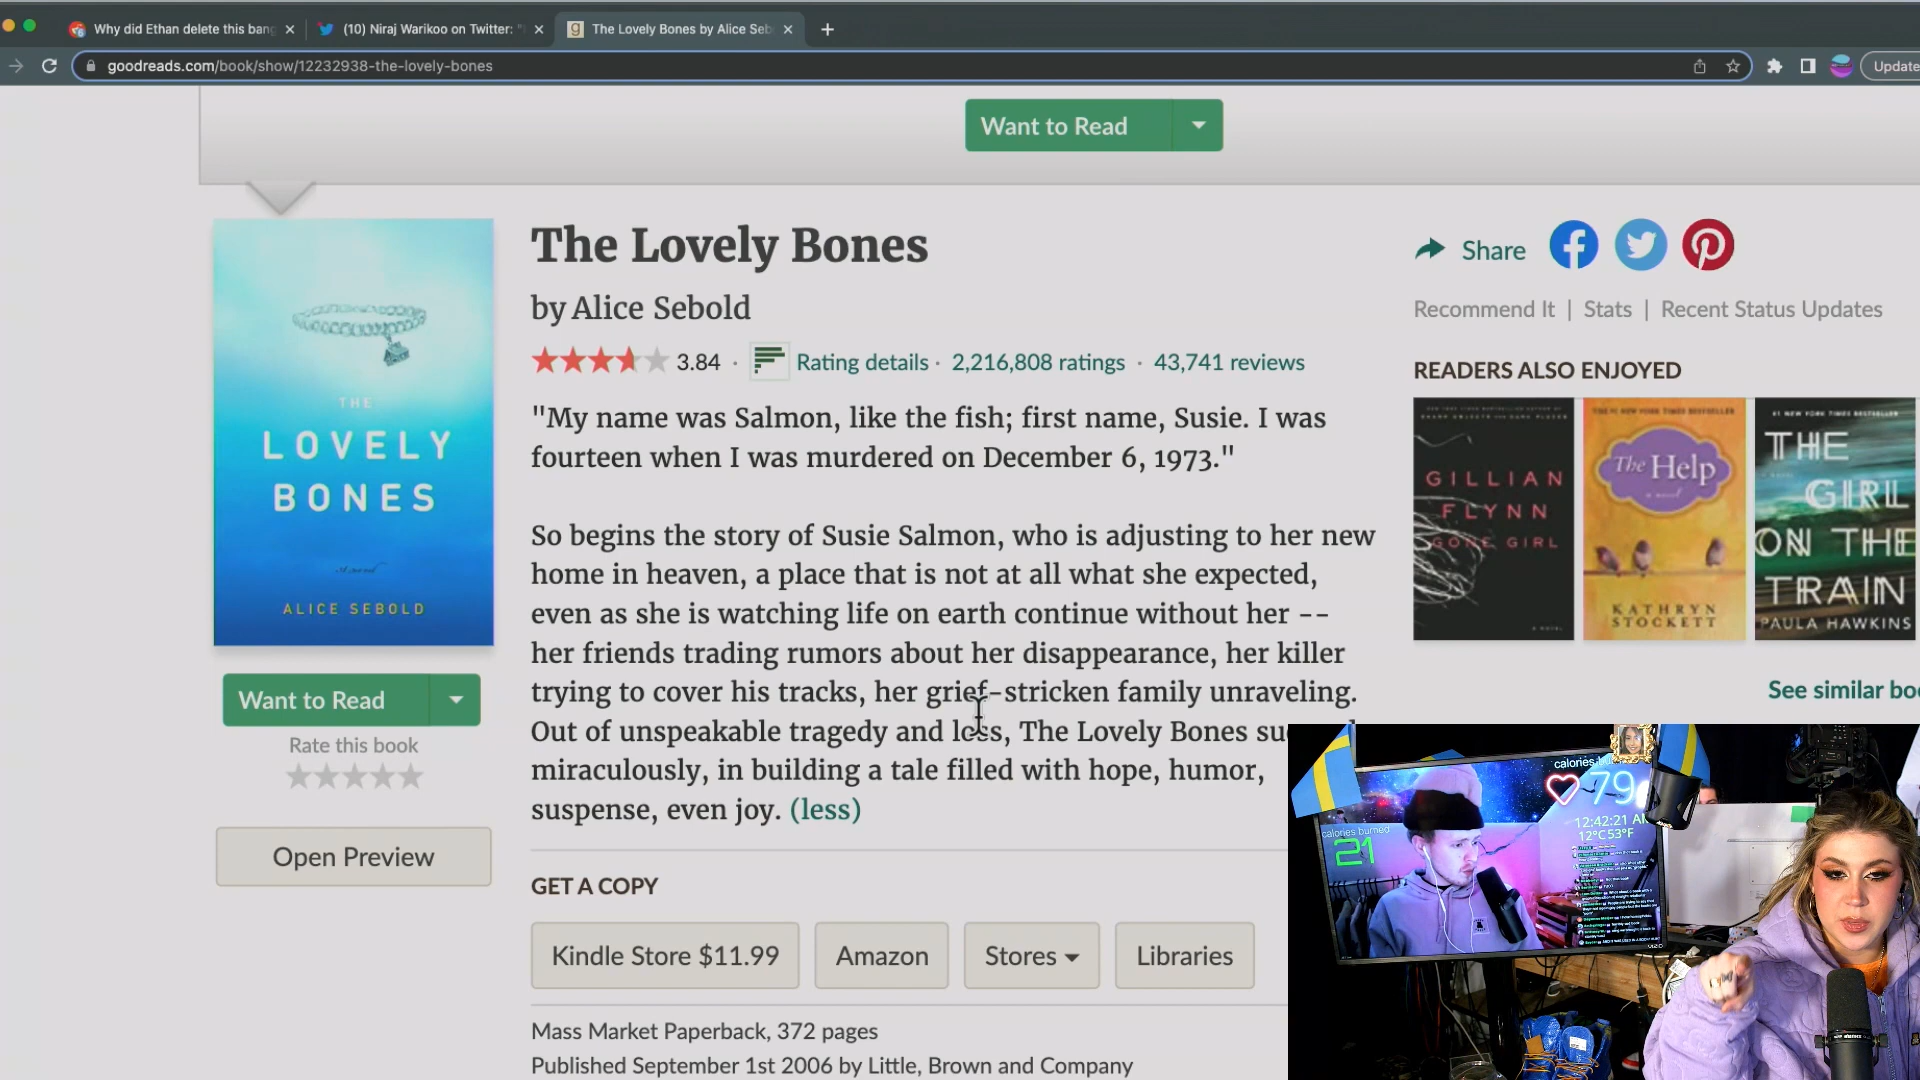 Why did Ethan delete this ban
(10) Niraj Warikoo on Twitter: "
The Lovely Bones by Alice Seb
goodreads.com/book/show/12232938-the-lovely-bones
Update
Want to Read
The Lovely Bones
by Alice Sebold
3.84 · Rating details · 2,216,808 ratings · 43,741 reviews
"My name was Salmon, like the fish; first name, Susie. I was
fourteen when I was murdered on December 6, 1973."
So begins the story of Susie Salmon, who is adjusting to her new
home in heaven, a place that is not at all what she expected,
even as she is watching life on earth continue without her --
her friends trading rumors about her disappearance, her killer
trying to cover his tracks, her grief-stricken family unraveling.
Out of unspeakable tragedy and loss, The Lovely Bones
miraculously, in building a tale filled with hope, humor,
suspense, even joy. (less)
THE
LOVELY
BONES
a novel
ALICE SEBOLD
Want to Read
Rate this book
Open Preview
GET A COPY
Kindle Store $11.99
Amazon
Stores
Libraries
Mass Market Paperback, 372 pages
Published September 1st 2006 by Little, Brown and Company
Share
Recommend It | Stats | Recent Status Updates
READERS ALSO ENJOYED
GILLIAN
FLYNN
GONE GIRL
The Help
a novel
KATHRYN
STOCKETT
#1 NEW YORK TIMES BESTSELLER
THE
GIRL
ON THE
TRAIN
PAULA HAWKINS
See similar
calories
79
12:42:21
12°C 53°F
calories burned
21